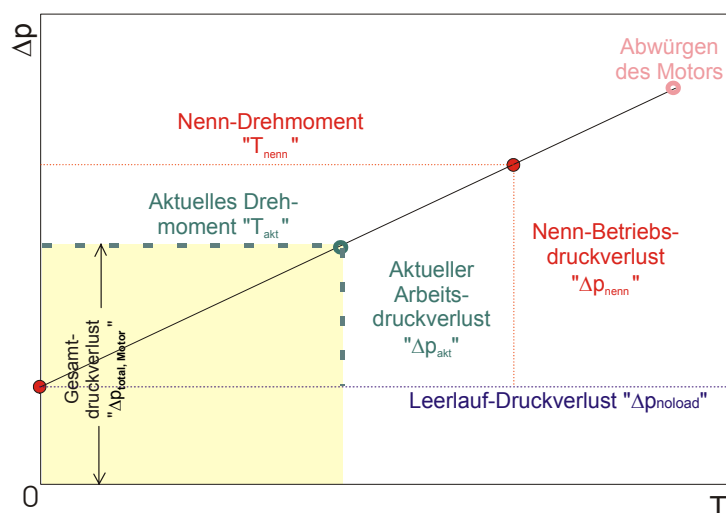 Δp
Abwürgen
des Motors
Nenn-Drehmoment
"Tnenn"
Aktuelles Dreh-
moment "Takt"
Nenn-Betriebs-
druckverlust
"Δpnenn"
Aktueller
Arbeits-
druckverlust
"Δpakt"
Gesamt-
druckverlust
"Δptotal, Motor"
Leerlauf-Druckverlust "Δpnoload"
0
T